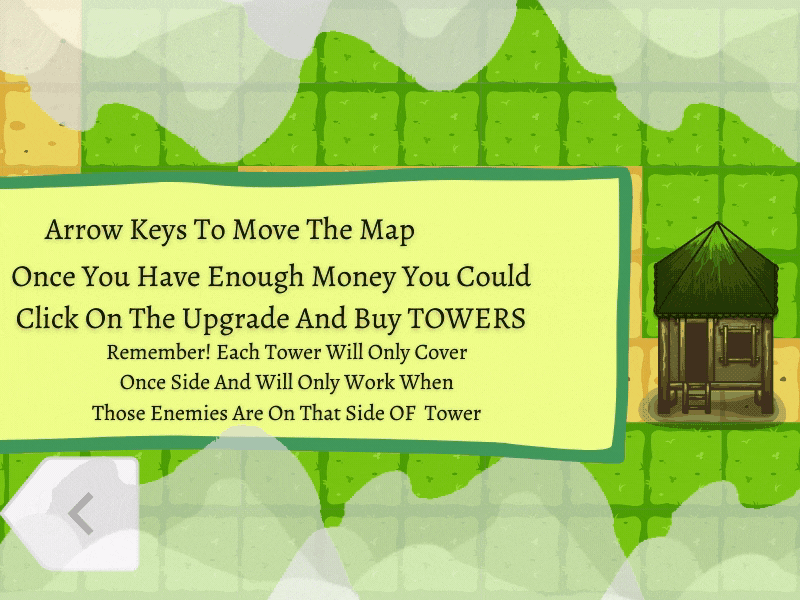 Arrow Keys To Move The Map
Once You Have Enough Money You Could
Click On The Upgrade And Buy TOWERS
Remember! Each Tower Will Only Cover
Once Side And Will Only Work When
Those Enemies Are On That Side OF Tower